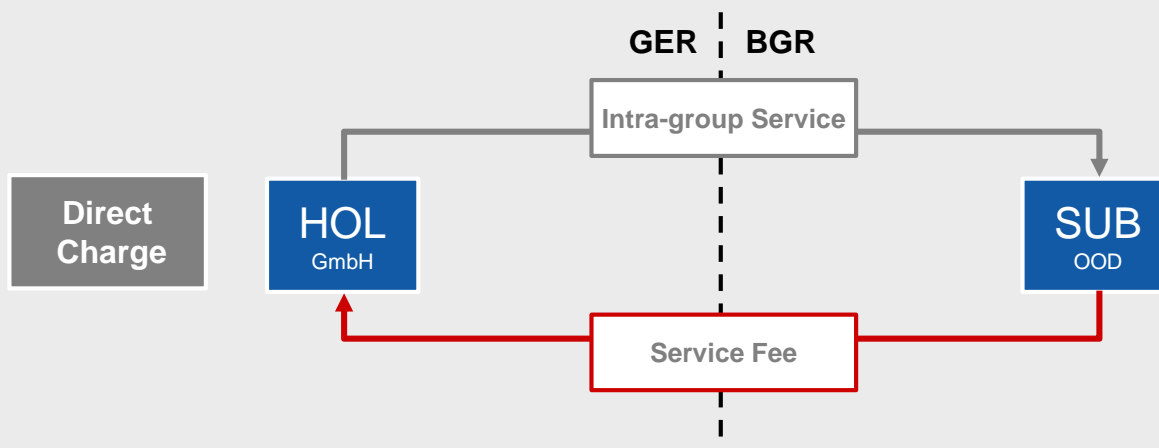 GER BGR
Intra-group Service
Direct
Charge
HOL
GmbH
SUB
OOD
Service Fee